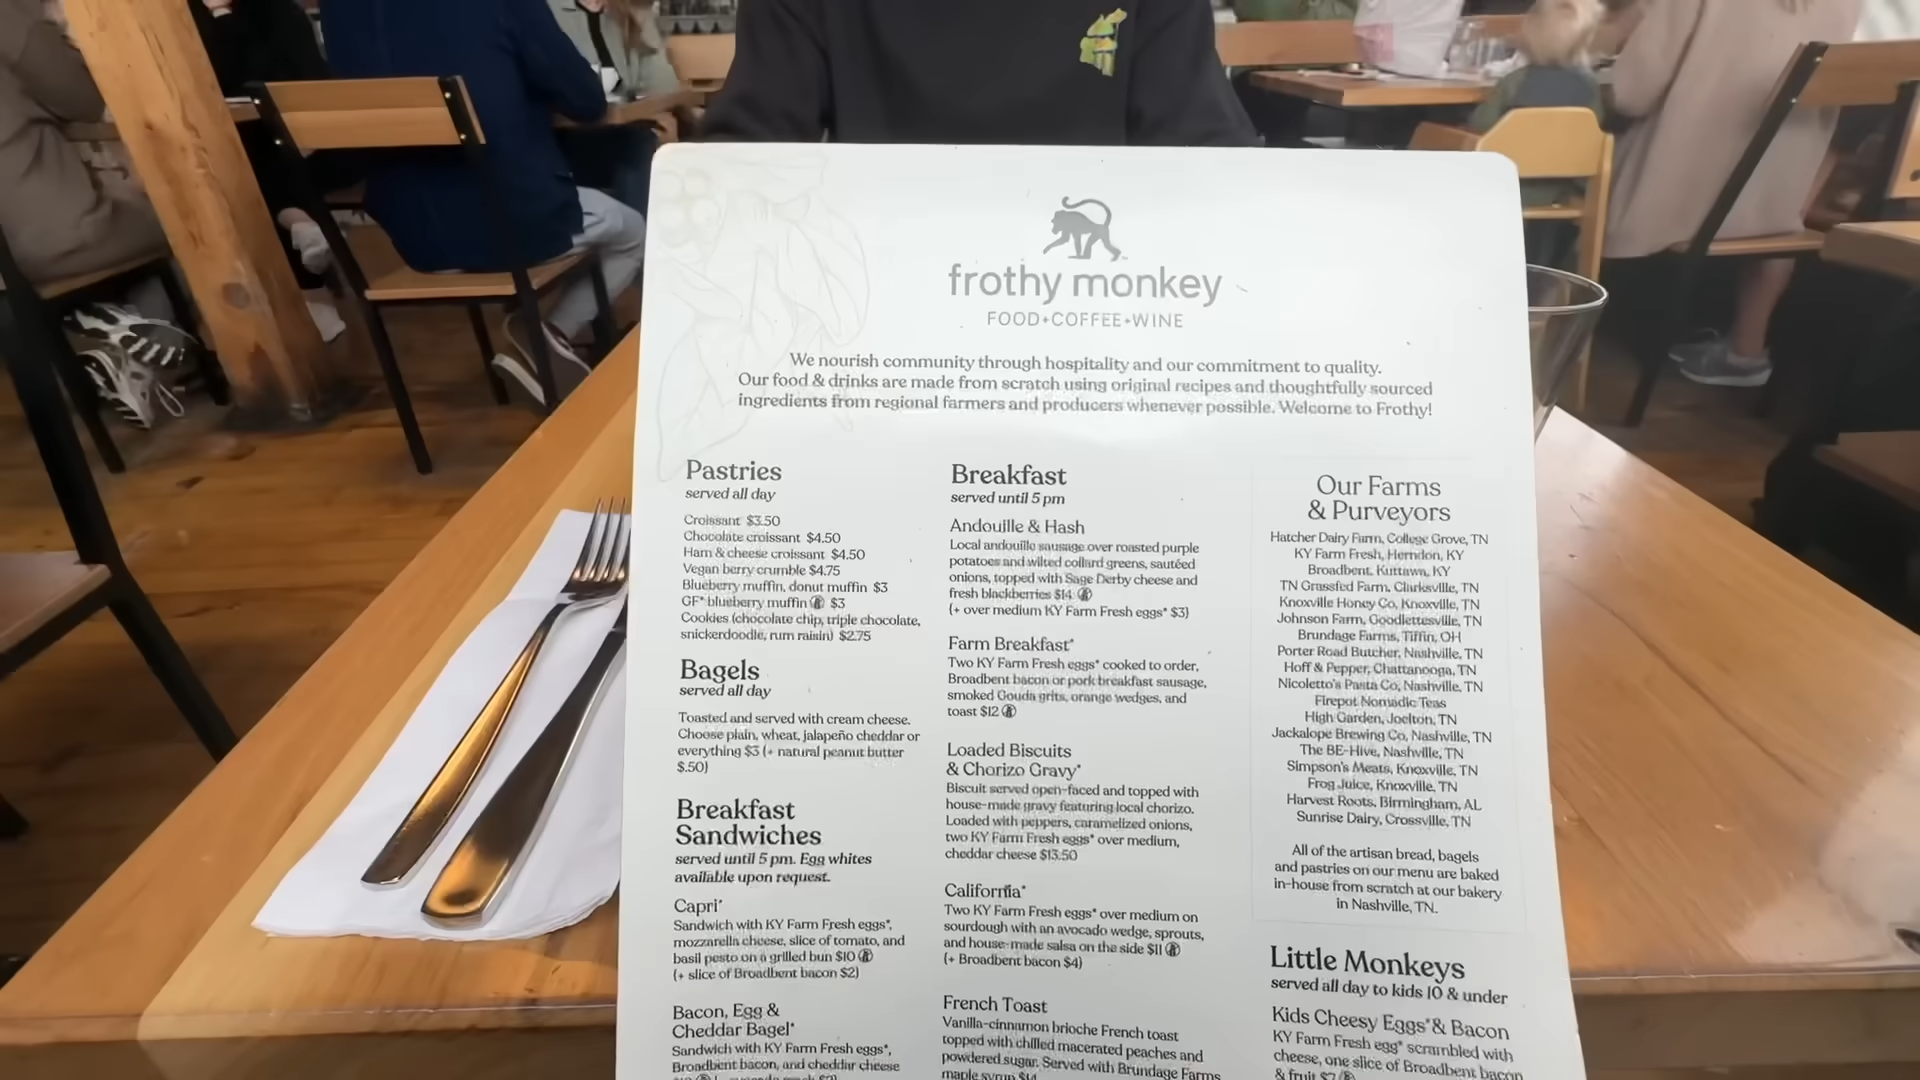 frothy monkey
FOOD+COFFEE+WINE
We nourish community through hospitality and our commitment to quality.
Our food & drinks are made from scratch using original recipes and thoughtfully sourced
ingredients from regional farmers and producers whenever possible. Welcome to Frothy!
Pastries
served all day
Croissant $3.50
Chocolate croissant $4.50
Ham & cheese croissant $4.50
Vegan berry crumble $4.75
Blueberry muffin, donut muffin $3
GF* blueberry muffin $3
Cookies (chocolate chip, triple chocolate,
snickerdoodle, rum raisin) $2.75
Bagels
served all day
Toasted and served with cream cheese.
Choose plain, wheat, jalapeño cheddar or
everything $3 (+ natural peanut butter
$.50)
Breakfast
Sandwiches
served until 5 pm. Egg whites
available upon request.
Capri*
Sandwich with KY Farm Fresh eggs*,
mozzarella cheese, slice of tomato, and
basil pesto on a grilled bun $10
(+ slice of Broadbent bacon $2)
Bacon, Egg &
Cheddar Bagel*
Sandwich with KY Farm Fresh eggs*,
Broadbent bacon, and cheddar cheese
Breakfast
served until 5 pm
Andouille & Hash
Local andouille sausage over roasted purple
potatoes and wilted collard greens, sautéed
onions, topped with Sage Derby cheese and
fresh blackberries $14
(+ over medium KY Farm Fresh eggs* $3)
Farm Breakfast*
Two KY Farm Fresh eggs* cooked to order,
Broadbent bacon or pork breakfast sausage,
smoked Gouda grits, orange wedges, and
toast $12
Loaded Biscuits
& Chorizo Gravy*
Biscuit served open-faced and topped with
house-made gravy featuring local chorizo.
Loaded with peppers, caramelized onions,
two KY Farm Fresh eggs* over medium,
cheddar cheese $13.50
California*
Two KY Farm Fresh eggs* over medium on
sourdough with an avocado wedge, sprouts,
and house-made salsa on the side $11
(+ Broadbent bacon $4)
French Toast
Vanilla-cinnamon brioche French toast
topped with chilled macerated peaches and
powdered sugar. Served with Brundage Farms
maple syrup $14
Our Farms
& Purveyors
Hatcher Dairy Farm, College Grove, TN
KY Farm Fresh, Herndon, KY
Broadbent, Kuttawa, KY
TN Grassfed Farm, Clarksville, TN
Knoxville Honey Co, Knoxville, TN
Johnson Farm, Goodlettesville, TN
Brundage Farms, Tiffin, OH
Porter Road Butcher, Nashville, TN
Hoff & Pepper, Chattanooga, TN
Nicoletto's Pasta Co, Nashville, TN
Firepot Nomadic Teas
High Garden, Joelton, TN
Jackalope Brewing Co, Nashville, TN
The BE-Hive, Nashville, TN
Simpson's Meats, Knoxville, TN
Frog Juice, Knoxville, TN
Harvest Roots, Birmingham, AL
Sunrise Dairy, Crossville, TN
All of the artisan bread, bagels
and pastries on our menu are baked
in-house from scratch at our bakery
in Nashville, TN.
Little Monkeys
served all day to kids 10 & under
Kids Cheesy Eggs* & Bacon
KY Farm Fresh egg* scrambled with
cheese, one slice of Broadbent bacon
& fruit $7